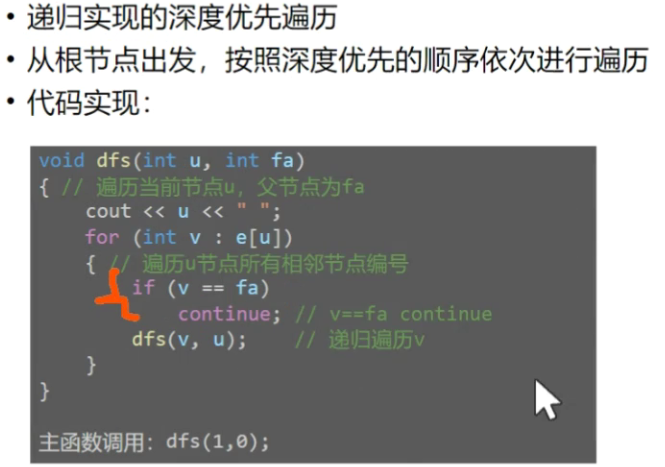 • 递归实现的深度优先遍历
• 从根节点出发，按照深度优先的顺序依次进行遍历
• 代码实现：
void dfs(int u, int fa)
{ // 遍历当前节点u，父节点为fa
    cout << u << " ";
    for (int v : e[u])
    { // 遍历u节点所有相邻节点编号
        if (v == fa)
            continue; // v==fa continue
        dfs(v, u);    // 递归遍历v
    }
}
主函数调用：dfs(1,0);